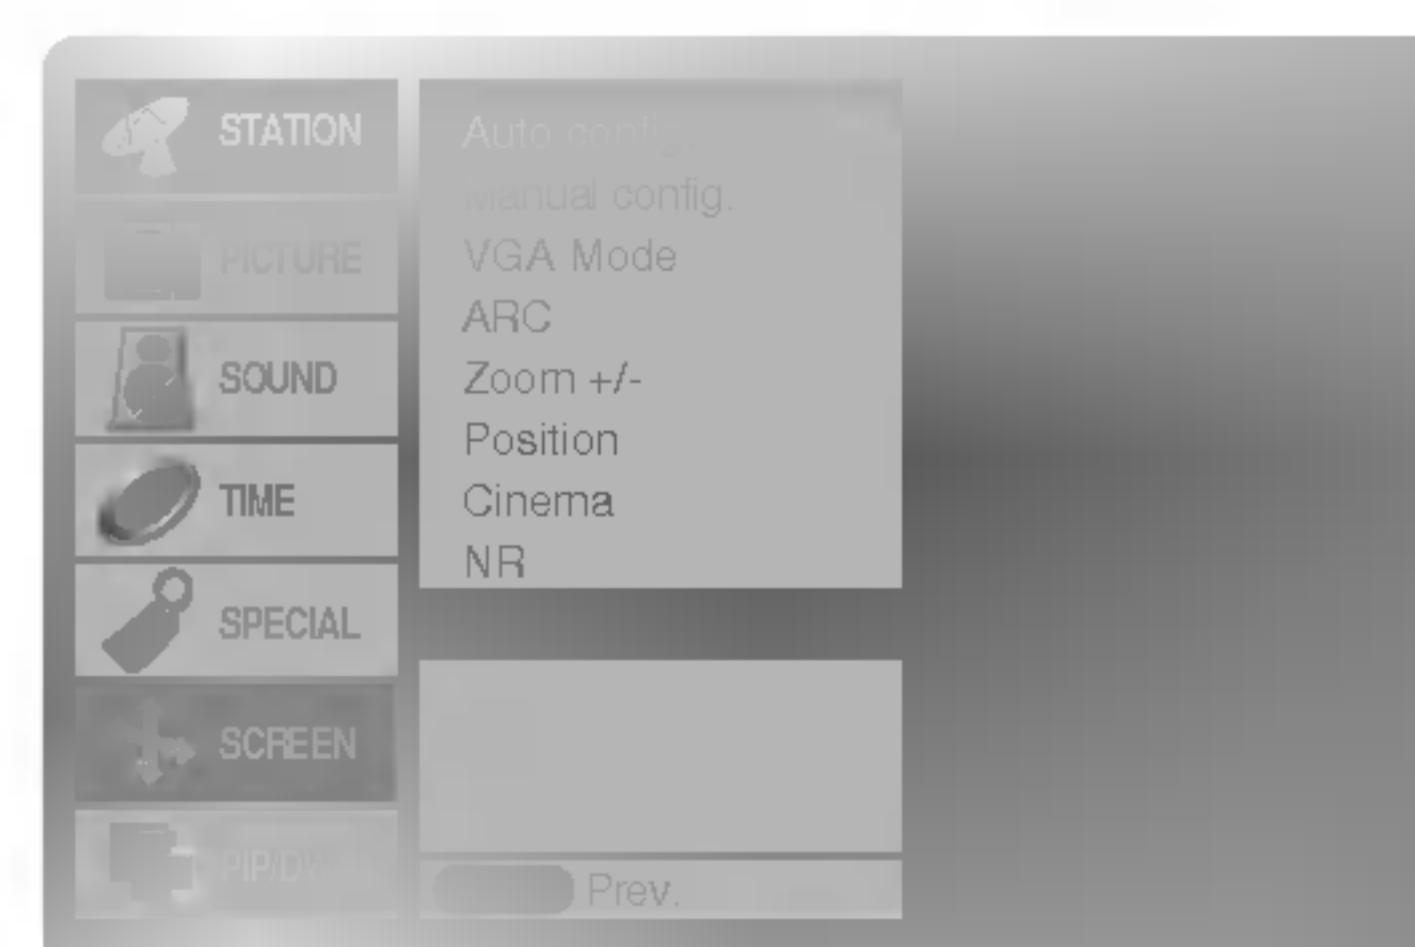 STATION
PICTURE
SOUND
TIME
SPECIAL
SCREEN
Auto config.
Manual config.
VGA Mode
ARC
Zoom +/-
Position
Cinema
NR
Prev.